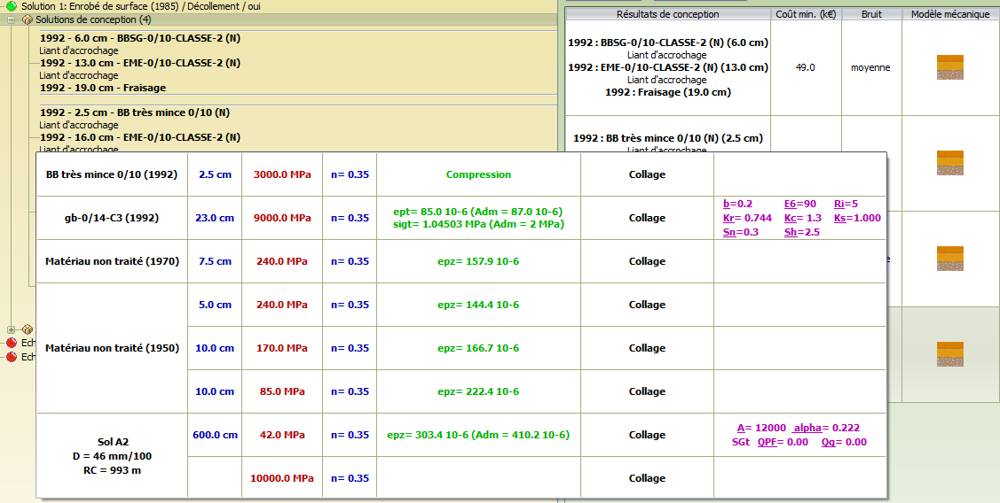 Solution 1: Enrobé de surface (1985) / Décollement / oui
Solutions de conception (4)
1992 - 6.0 cm - BBSG-0/10-CLASSE-2 (N)
Liant d'accrochage
1992 - 13.0 cm - EME-0/10-CLASSE-2 (N)
Liant d'accrochage
1992 - 19.0 cm - Fraisage
1992 - 2.5 cm - BB très mince 0/10 (N)
Liant d'accrochage
1992 - 16.0 cm - EME-0/10-CLASSE-2 (N)
Liant d'accrochage
Ech
Ech
Résultats de conception Coût min. (k€) Bruit Modèle mécanique
1992 : BBSG-0/10-CLASSE-2 (N) (6.0 cm)
Liant d'accrochage
1992 : EME-0/10-CLASSE-2 (N) (13.0 cm) 49.0 moyenne
Liant d'accrochage
1992 : Fraisage (19.0 cm)
1992 : BB très mince 0/10 (N) (2.5 cm)
Liant d'accrochage
BB très mince 0/10 (1992) 2.5 cm 3000.0 MPa n= 0.35 Compression Collage
gb-0/14-C3 (1992) 23.0 cm 9000.0 MPa n= 0.35 ept= 85.0 10-6 (Adm = 87.0 10-6)
sigt= 1.04503 MPa (Adm = 2 MPa) Collage
b=0.2 E6=90 Ri=5
Kr= 0.744 Kc= 1.3 Ks=1.000
Sn=0.3 Sh=2.5
Matériau non traité (1970) 7.5 cm 240.0 MPa n= 0.35 epz= 157.9 10-6 Collage
5.0 cm 240.0 MPa n= 0.35 epz= 144.4 10-6 Collage
Matériau non traité (1950) 10.0 cm 170.0 MPa n= 0.35 epz= 166.7 10-6 Collage
10.0 cm 85.0 MPa n= 0.35 epz= 222.4 10-6 Collage
Sol A2
D = 46 mm/100
RC = 993 m
600.0 cm 42.0 MPa n= 0.35 epz= 303.4 10-6 (Adm = 410.2 10-6) Collage
A= 12000 alpha= 0.222
SGt QPF= 0.00 Qg= 0.00
10000.0 MPa n= 0.35 Collage